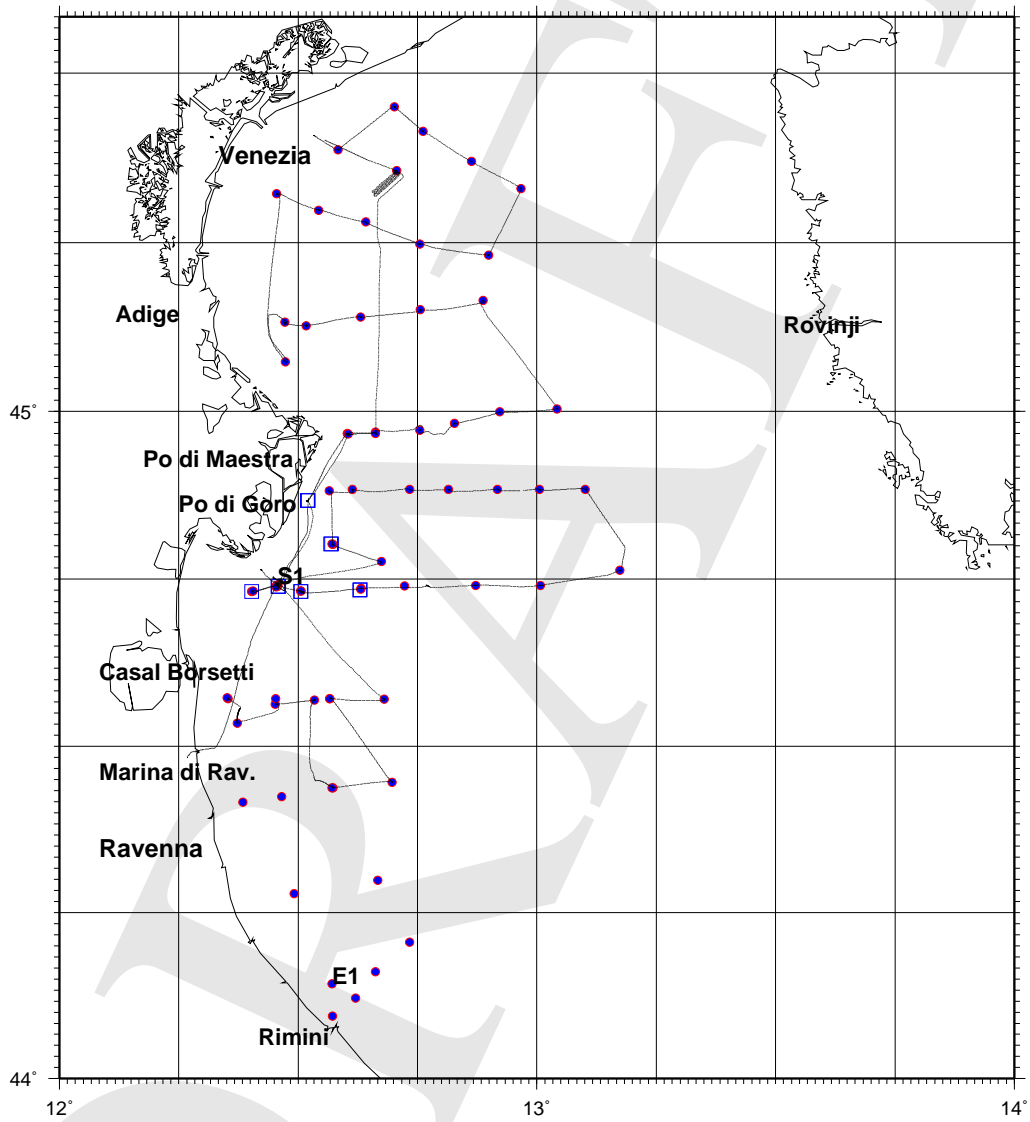 Venezia
Adige
Rovinji
45°
Po di Maestra
Po di Goro
S1
Casal Borsetti
Marina di Rav.
Ravenna
E1
Rimini
44°
12°
13°
14°